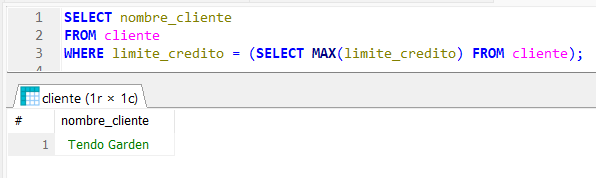 1 SELECT nombre_cliente
2 FROM cliente
3 WHERE limite_credito = (SELECT MAX(limite_credito) FROM cliente);
cliente (1r × 1c)
# nombre_cliente
1 Tendo Garden